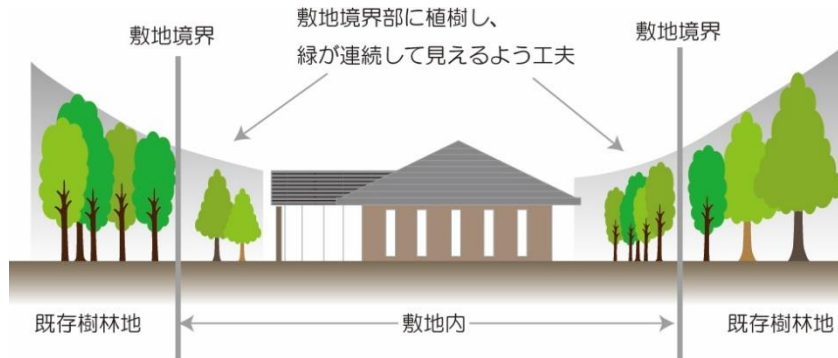 敷地境界部に植樹し、
緑が連続して見えるよう工夫
敷地境界
敷地境界
既存樹林地
敷地内
既存樹林地